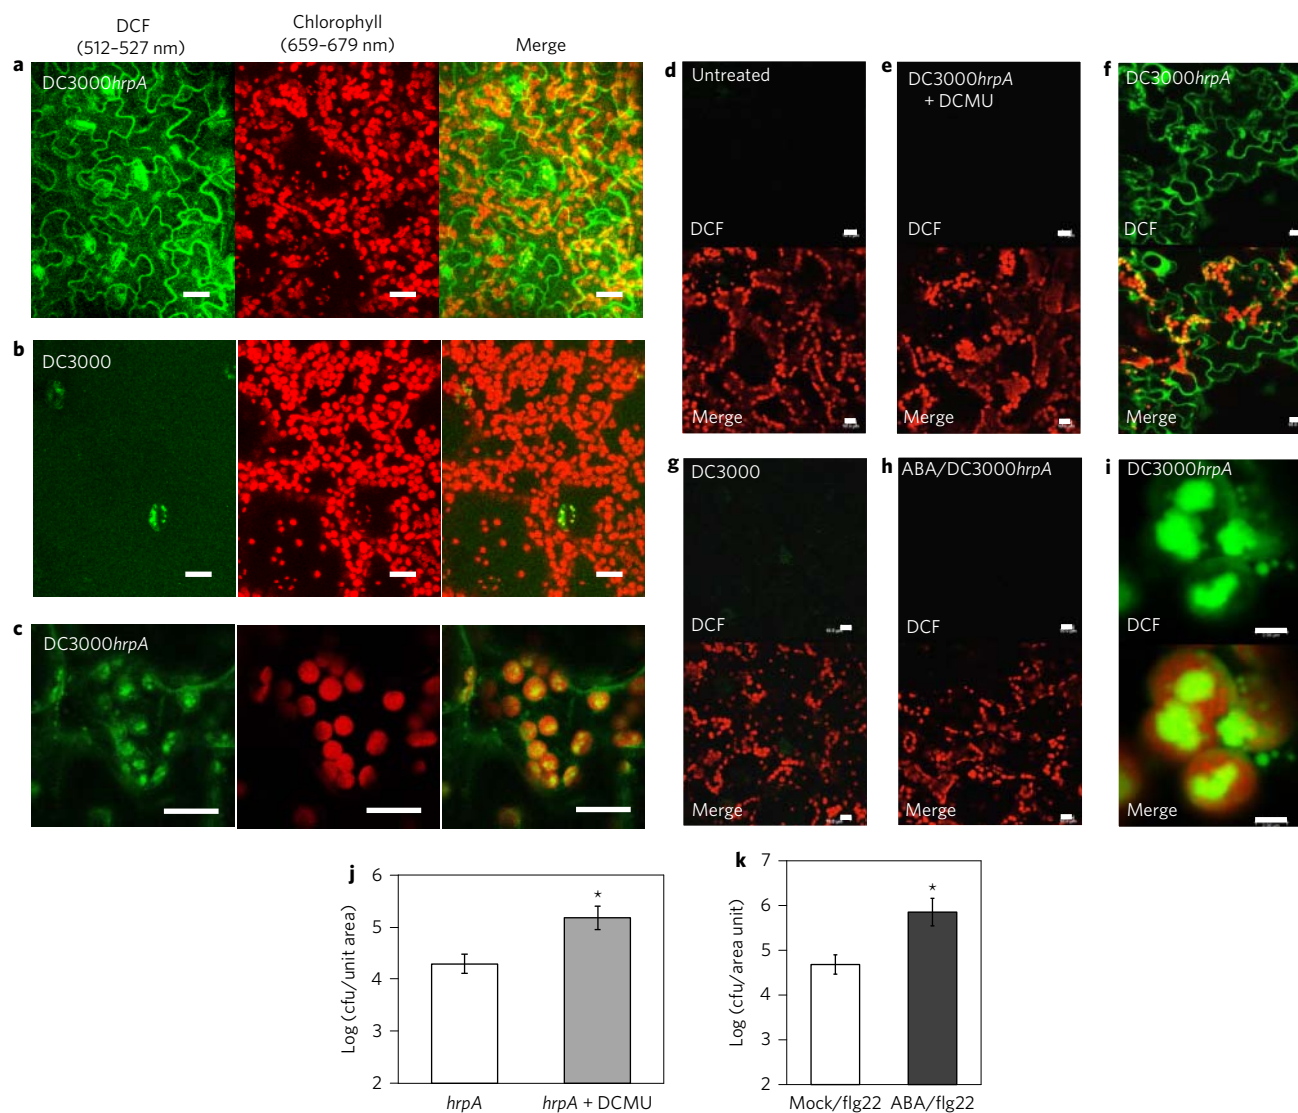 DCF
(512–527 nm)
Chlorophyll
(659–679 nm)
Merge
a
DC3000hrpA
b
DC3000
c
DC3000hrpA
d
Untreated
DCF
Merge
e
DC3000hrpA
+ DCMU
DCF
Merge
f
DC3000hrpA
DCF
Merge
g
DC3000
DCF
Merge
h
ABA/DC3000hrpA
DCF
Merge
i
DC3000hrpA
DCF
Merge
j
Log (cfu/unit area)
6
5
4
3
2
*
hrpA
hrpA + DCMU
k
Log (cfu/area unit)
7
6
5
4
3
2
*
Mock/flg22
ABA/flg22